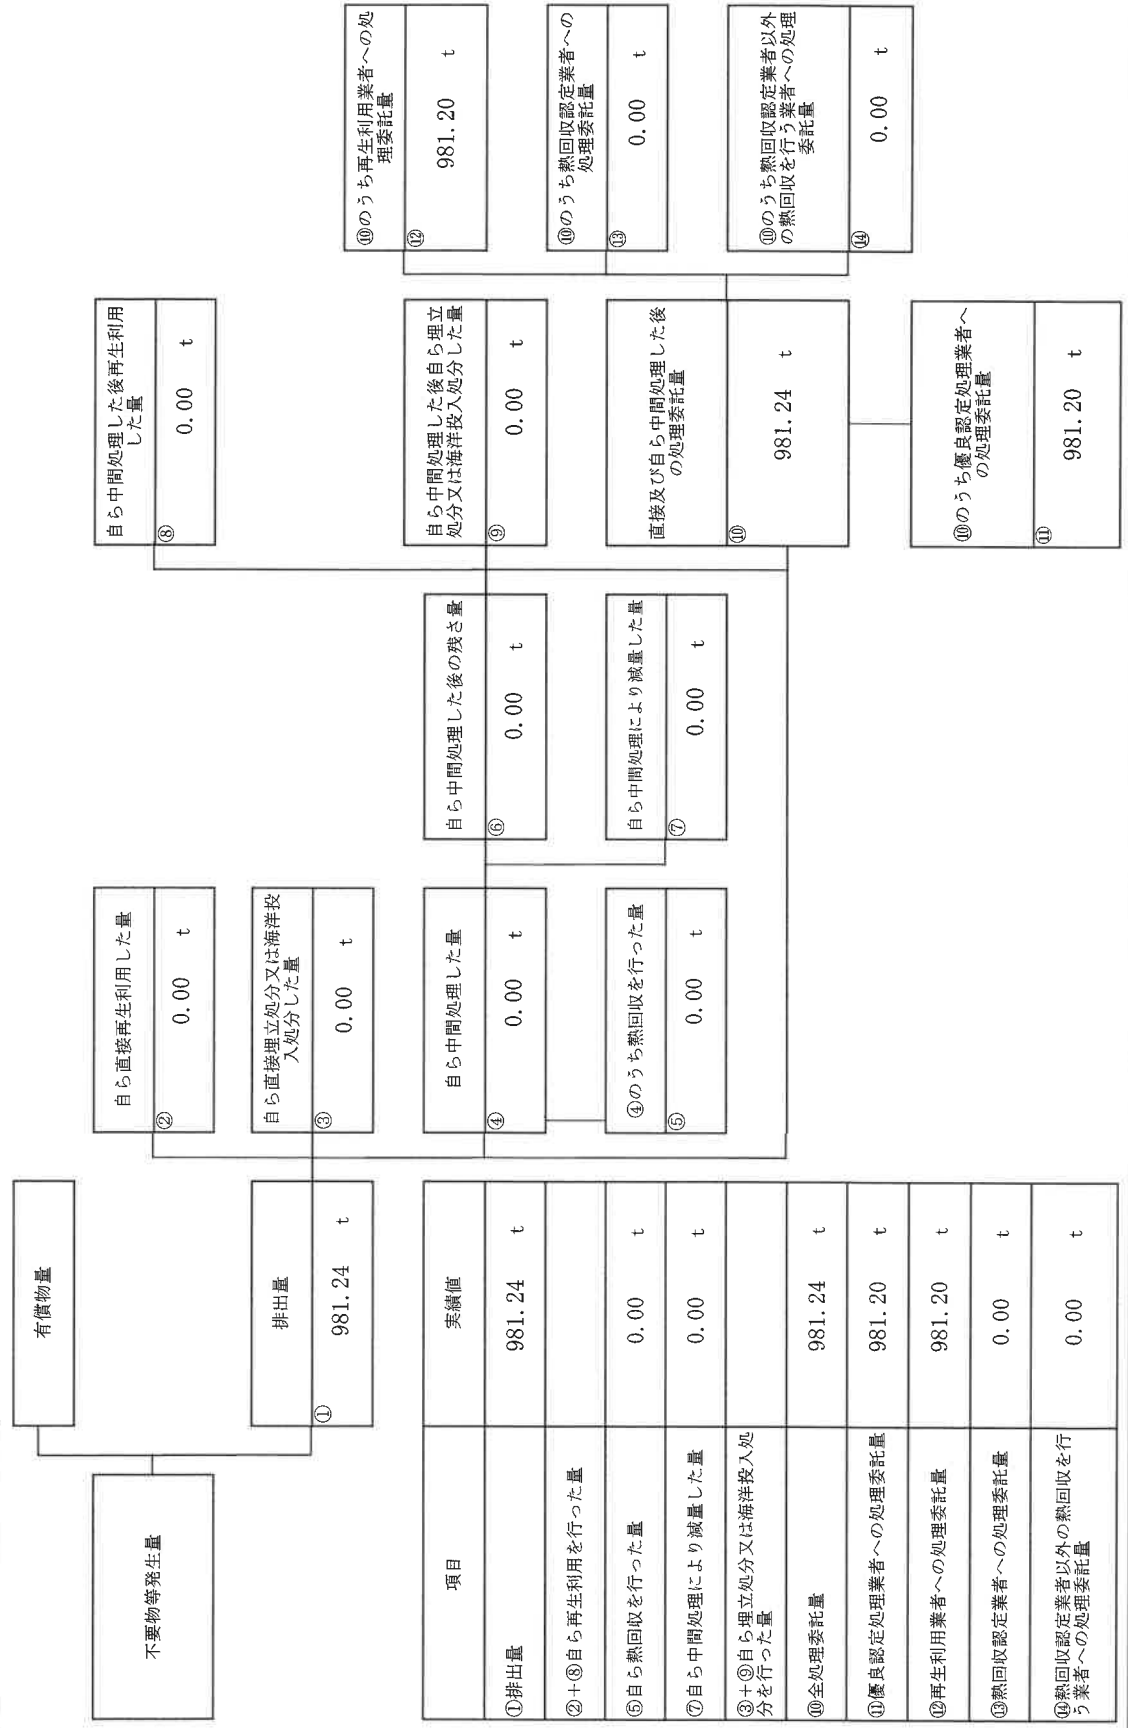 不要物等発生量
有償物量
排出量
①
981.24 t
自ら直接再生利用した量
②
0.00 t
自ら直接埋立処分又は海洋投
入処分した量
③
0.00 t
自ら中間処理した量
④
0.00 t
④のうち熱回収を行った量
⑤
0.00 t
自ら中間処理した後の残さ量
⑥
0.00 t
自ら中間処理により減量した量
⑦
0.00 t
自ら中間処理した後再生利用
した量
⑧
0.00 t
自ら中間処理した後自ら埋立
処分又は海洋投入処分した量
⑨
0.00 t
直接及び自ら中間処理した後
の処理委託量
⑩
981.24 t
⑩のうち優良認定処理業者へ
の処理委託量
⑪
981.20 t
⑩のうち再生利用業者への処
理委託量
⑫
981.20 t
⑩のうち熱回収認定業者への
処理委託量
⑬
0.00 t
⑩のうち熱回収認定業者以外
の熱回収を行う業者への処理
委託量
⑭
0.00 t
項目 実績値
①排出量 981.24 t
②+⑧自ら再生利用を行った量
⑤自ら熱回収を行った量 0.00 t
⑦自ら中間処理により減量した量 0.00 t
③+⑨自ら埋立処分又は海洋投入処
分を行った量
⑩全処理委託量 981.24 t
⑪優良認定処理業者への処理委託量 981.20 t
⑫再生利用業者への処理委託量 981.20 t
⑬熱回収認定業者への処理委託量 0.00 t
⑭熱回収認定業者以外の熱回収を行
う業者への処理委託量 0.00 t